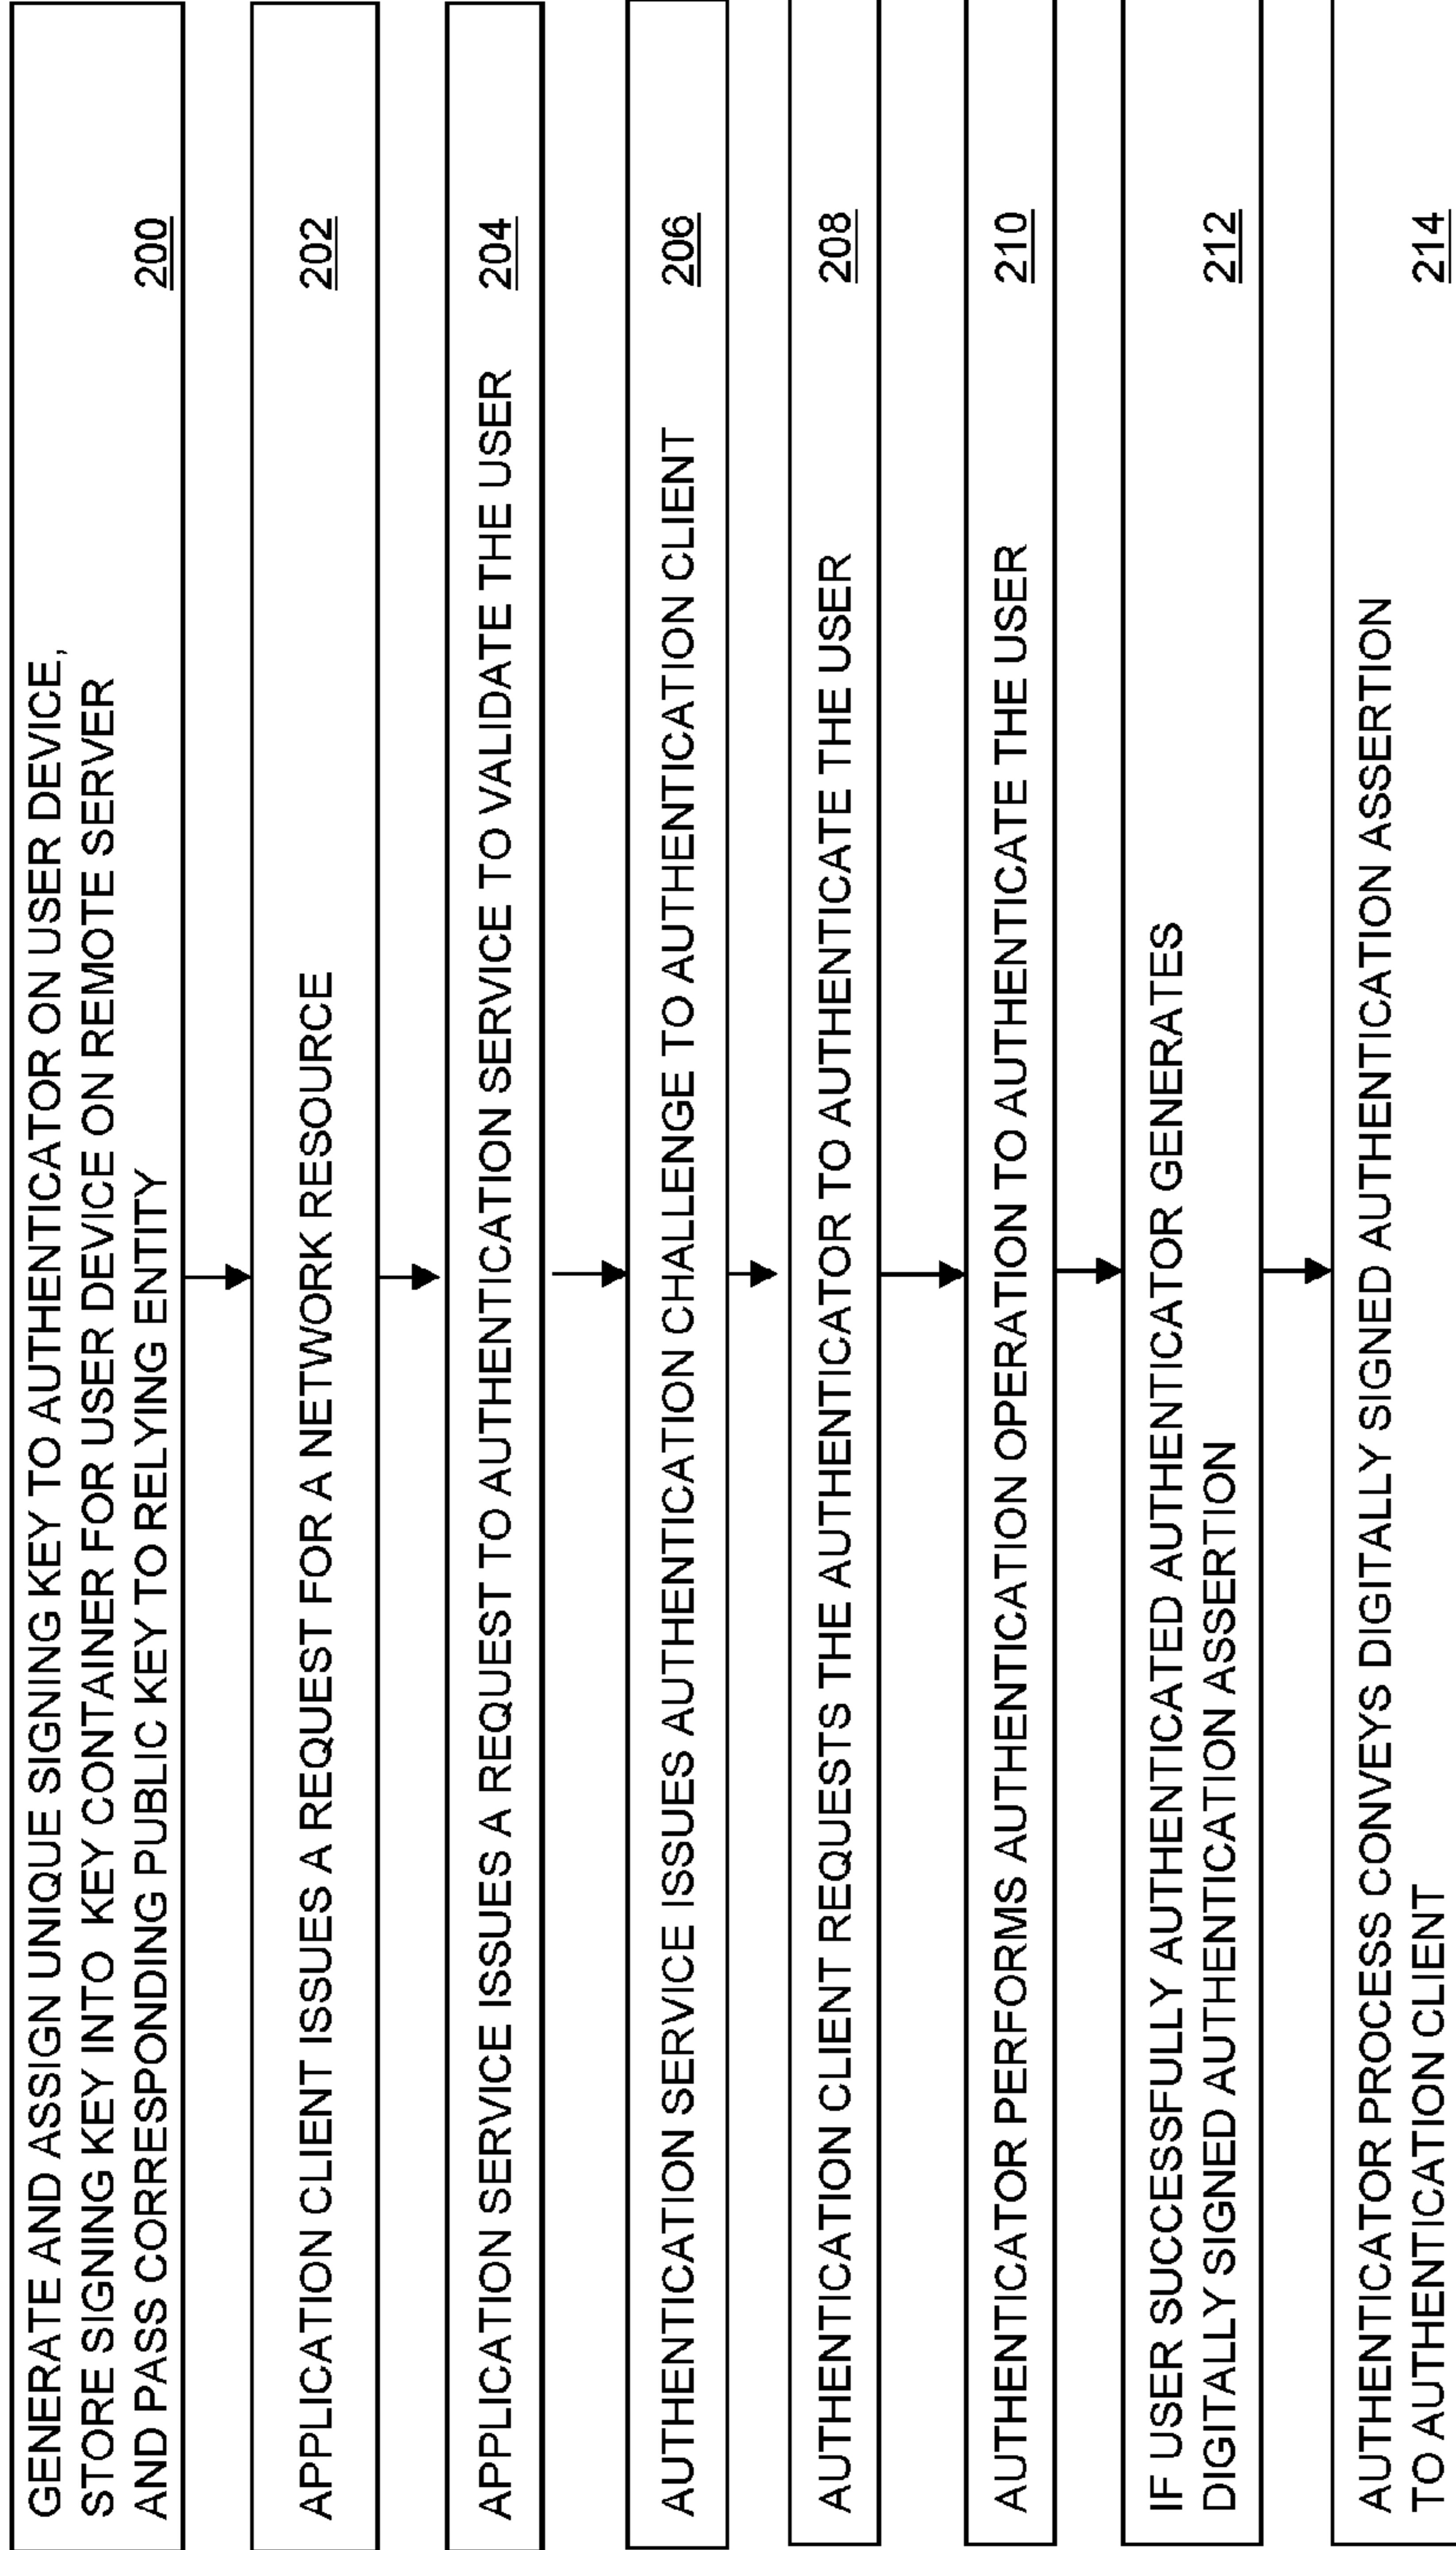 GENERATE AND ASSIGN UNIQUE SIGNING KEY TO AUTHENTICATOR ON USER DEVICE,
STORE SIGNING KEY INTO KEY CONTAINER FOR USER DEVICE ON REMOTE SERVER
AND PASS CORRESPONDING PUBLIC KEY TO RELYING ENTITY 200
APPLICATION CLIENT ISSUES A REQUEST FOR A NETWORK RESOURCE 202
APPLICATION SERVICE ISSUES A REQUEST TO AUTHENTICATION SERVICE TO VALIDATE THE USER 204
AUTHENTICATION SERVICE ISSUES AUTHENTICATION CHALLENGE TO AUTHENTICATION CLIENT 206
AUTHENTICATION CLIENT REQUESTS THE AUTHENTICATOR TO AUTHENTICATE THE USER 208
AUTHENTICATOR PERFORMS AUTHENTICATION OPERATION TO AUTHENTICATE THE USER 210
IF USER SUCCESSFULLY AUTHENTICATED AUTHENTICATOR GENERATES
DIGITALLY SIGNED AUTHENTICATION ASSERTION 212
AUTHENTICATOR PROCESS CONVEYS DIGITALLY SIGNED AUTHENTICATION ASSERTION
TO AUTHENTICATION CLIENT 214